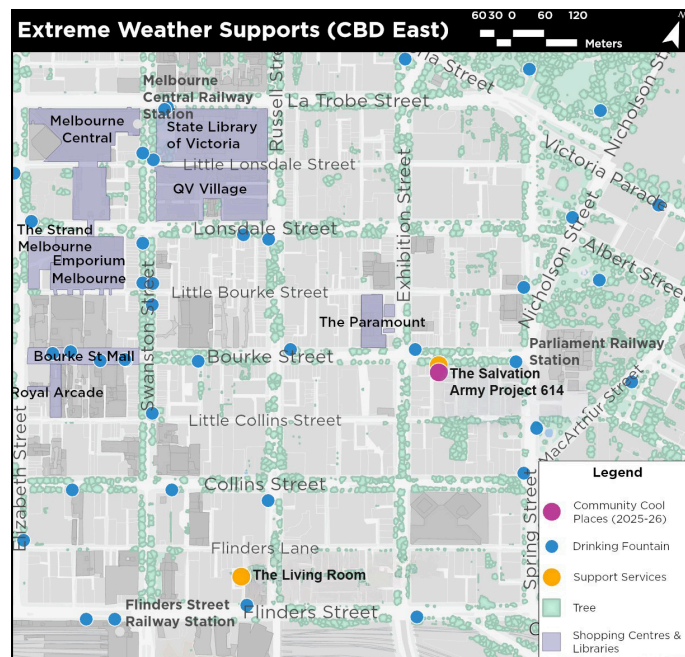 Extreme Weather Supports (CBD East)
60 30 0 60 120
Meters
N
Melbourne
Central Railway
Station
Russell Street
La Trobe Street
Victoria Street
Nicholson Street
Melbourne
Central
State Library
of Victoria
Little Lonsdale Street
QV Village
Victoria Parade
Lonsdale Street
The Strand
Melbourne
Emporium
Melbourne
Exhibition Street
Nicholson Street
Albert Street
Little Bourke Street
Swanston Street
The Paramount
Bourke St Mall
Bourke Street
Parliament Railway
Station
The Salvation
Army Project 614
Royal Arcade
Little Collins Street
MacArthur Street
Elizabeth Street
Collins Street
Spring Street
Flinders Lane
The Living Room
Flinders Street
Railway Station
Flinders Street
Legend
Community Cool
Places (2025-26)
Drinking Fountain
Support Services
Tree
Shopping Centres &
Libraries